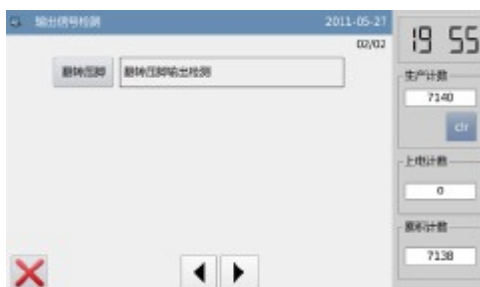 输出信号检测 2011-05-27
02/02
翻转压脚 翻转压脚输出检测
19 55
生产计数
7140
clr
上电计数
0
累积计数
7138